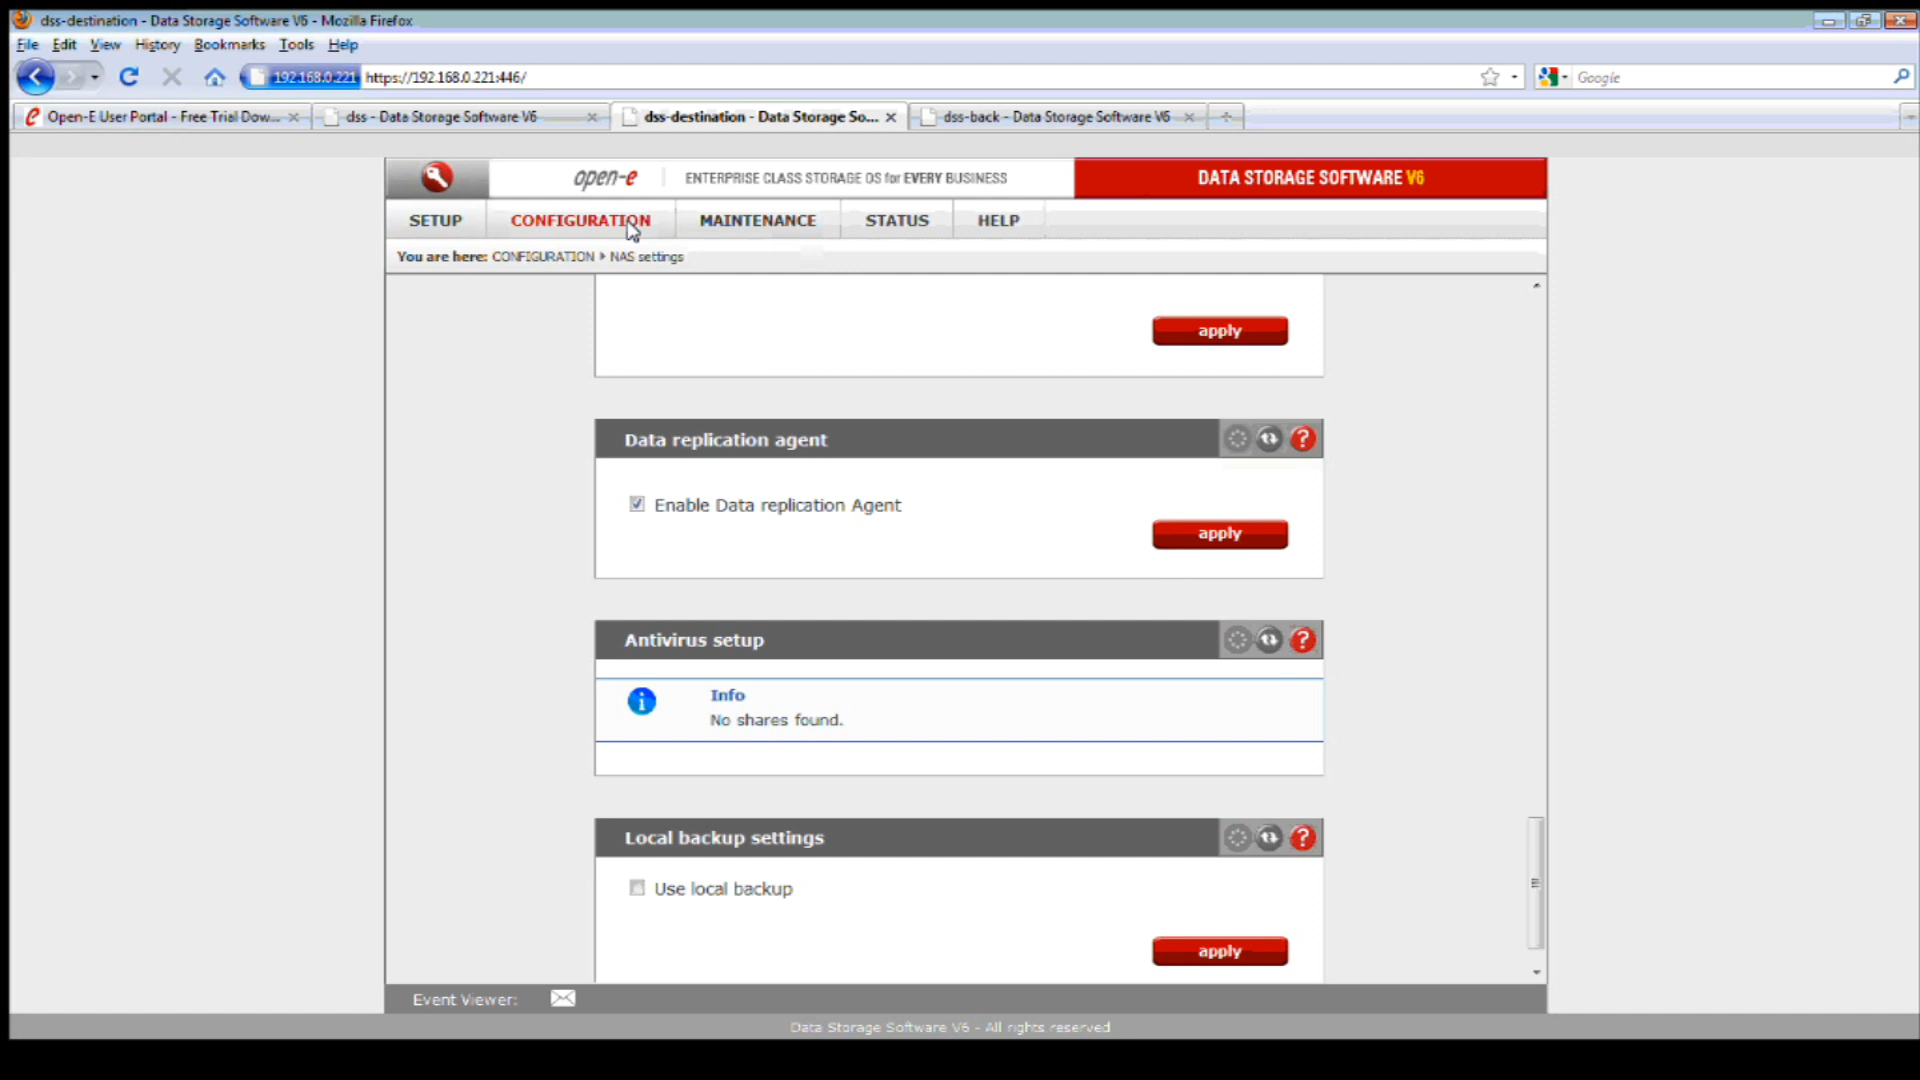 dss-destination - Data Storage Software V6 - Mozilla Firefox
File Edit View History Bookmarks Tools Help
192.168.0.221 https://192.168.0.221:446/ Google
Open-E User Portal - Free Trial Dow... dss - Data Storage Software V6 dss-destination - Data Storage So... dss-back - Data Storage Software V6
open-e ENTERPRISE CLASS STORAGE OS for EVERY BUSINESS DATA STORAGE SOFTWARE V6
SETUP CONFIGURATION MAINTENANCE STATUS HELP
You are here: CONFIGURATION NAS settings
apply
Data replication agent
Enable Data replication Agent
apply
Antivirus setup
Info
No shares found.
Local backup settings
Use local backup
apply
Event Viewer:
Data Storage Software V6 - All rights reserved